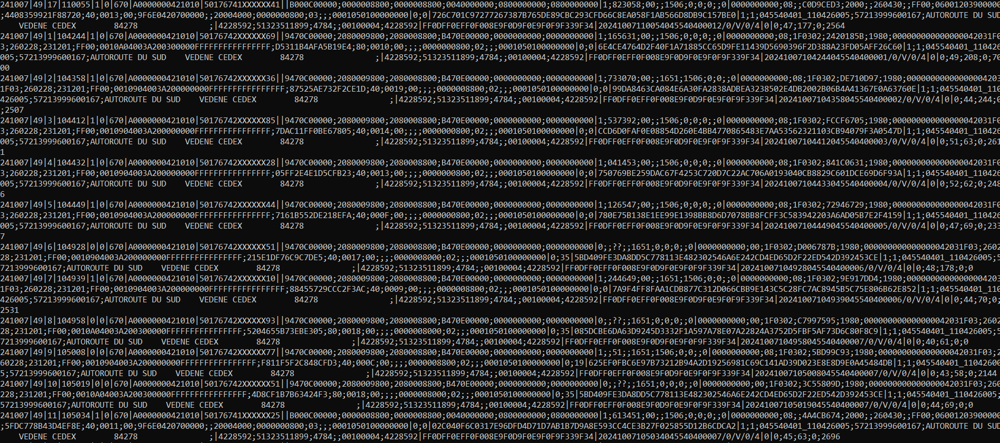 241007|49|17|110055|1|0|670|A0000000421010|50176741XXXXXX41||B000C00000;0000008800;0000008800;0040000000;0800000000;0800000000|1;823058;00;;1506;0;0;0;;0|0000000000;08;;C0D9CED3;2000;;260430;;FF00;06001203900000
;4408359921F88720;40;0013;00;9F6E0420700000;;20004000;0000000800;03;;;0001050100000000|0;0|726C701C97277267387B765DE89CBC293CFD66C8EA058F1AB566D8DB9C157BE0|1;1;045540401_110426005;57213999600167;AUTOROUTE DU SUD
    VEDENE CEDEX        84278               ;|4228592;51323511899;4784;;00100004;4228592|FF0DFF0EFF0F008E9F0D9F0E9F0F9F339F34|20241007110054045540400012/0/V/0/4|0|0;47;177;0;2564
241007|49|1|104244|1|0|670|A0000000421010|50176742XXXXXX69||9470C00000;2080009800;2080008800;B470E00000;0000000000;0000000000|1;165631;00;;1506;0;0;0;;0|0000000000;08;1F0302;2420185B;1980;000000000000000042031F0
3;260228;231201;FF00;0010A04003A200300000FFFFFFFFFFFFFFFF;D5311B4AFA5B19E4;80;0010;00;;;;0000008800;02;;;0001050100000000|0;0|6E4CE4764D2F40F1A71885CC65D9FE11439D5690396F2D388A23FD05AFF26C60|1;1;045540401_110426
005;57213999600167;AUTOROUTE DU SUD    VEDENE CEDEX        84278               ;|4228592;51323511899;4784;;00100004;4228592|FF0DFF0EFF0F008E9F0D9F0E9F0F9F339F34|20241007104244045540400001/0/V/0/4|0|0;49;208;0;70
00
241007|49|2|104358|1|0|670|A0000000421010|50176742XXXXXX36||9470C00000;2080009800;2080008800;B470E00000;0000000000;0000000000|1;733070;00;;1651;1506;0;0;;0|0000000000;08;1F0302;DE710D97;1980;00000000000000004203
1F03;260228;231201;FF00;0010904003A200000000FFFFFFFFFFFFFFFF;87525AE732F2CE1D;40;0019;00;;;;0000008800;02;;;0001050100000000|0;0|99DA8463CA084E6A30FA2838ADBEA3238502E4DB2002B06B4A41367E0A63760E|1;1;045540401_110
426005;57213999600167;AUTOROUTE DU SUD    VEDENE CEDEX        84278               ;|4228592;51323511899;4784;;00100004;4228592|FF0DFF0EFF0F008E9F0D9F0E9F0F9F339F34|20241007104358045540400002/0/V/0/4|0|0;44;244;0
;2507
241007|49|3|104412|1|0|670|A0000000421010|50176742XXXXXX85||9470C00000;2080009800;2080008800;B470E00000;0000000000;0000000000|1;537392;00;;1506;0;0;0;;0|0000000000;08;1F0302;FCCF6705;1980;000000000000000042031F0
3;260228;231201;FF00;0010904003A200000000FFFFFFFFFFFFFFFF;7DAC11FF0BE67805;40;0014;00;;;;0000008800;02;;;0001050100000000|0;0|CCD6D0FAF0E08854D260E4BB4770865483E7AA53562321103CB94079F3A0547D|1;1;045540401_110426
005;57213999600167;AUTOROUTE DU SUD    VEDENE CEDEX        84278               ;|4228592;51323511899;4784;;00100004;4228592|FF0DFF0EFF0F008E9F0D9F0E9F0F9F339F34|20241007104412045540400003/0/V/0/4|0|0;51;63;0;261
1
241007|49|4|104432|1|0|670|A0000000421010|50176742XXXXXX28||9470C00000;2080009800;2080008800;B470E00000;0000000000;0000000000|1;041453;00;;1506;0;0;0;;0|0000000000;08;1F0302;841C0631;1980;000000000000000042031F0
3;260228;231201;FF00;0010904003A200000000FFFFFFFFFFFFFFFF;05FF2E4E1D5CFB23;40;0013;00;;;;0000008800;02;;;0001050100000000|0;0|750769BE259DAC67F4253C720D7C22AC706A0193040CB8829C601DCE69D6F93A|1;1;045540401_110426
005;57213999600167;AUTOROUTE DU SUD    VEDENE CEDEX        84278               ;|4228592;51323511899;4784;;00100004;4228592|FF0DFF0EFF0F008E9F0D9F0E9F0F9F339F34|20241007104433045540400004/0/V/0/4|0|0;52;62;0;248
6
241007|49|5|104449|1|0|670|A0000000421010|50176742XXXXXX44||9470C00000;2080009800;2080008800;B470E00000;0000000000;0000000000|1;126547;00;;1506;0;0;0;;0|0000000000;08;1F0302;72946729;1980;000000000000000042031F0
3;260228;231201;FF00;0010904003A200000000FFFFFFFFFFFFFFFF;7161B552DE218EFA;40;000F;00;;;;0000008800;02;;;0001050100000000|0;0|780E75B138E1EE99E1398BB8D6D7078BB8FCFF3C583942203A6AD05B7E2F4159|1;1;045540401_110426
005;57213999600167;AUTOROUTE DU SUD    VEDENE CEDEX        84278               ;|4228592;51323511899;4784;;00100004;4228592|FF0DFF0EFF0F008E9F0D9F0E9F0F9F339F34|20241007104449045540400005/0/V/0/4|0|0;47;69;0;233
7
241007|49|6|104928|0|0|670|A0000000421010|50176742XXXXXX51||9470C00000;2080009800;2080008800;B470E00000;0000000000;0000000000|0;;??;;1651;0;0;0;;0|0000000000;00;1F0302;D006787B;1980;000000000000000042031F03;2602
28;231201;FF00;0010904003A200000000FFFFFFFFFFFFFFFF;215E1DF76C9C7DE5;40;0017;00;;;;0000008000;02;;;0001050100000000|0;35|5BD409FE3DA8DD5C778113E482302546A6E242CD4ED65D2F22ED542D392453CE|1;1;045540401_110426005;5
7213999600167;AUTOROUTE DU SUD    VEDENE CEDEX        84278               ;|4228592;51323511899;4784;;00100004;4228592|FF0DFF0EFF0F008E9F0D9F0E9F0F9F339F34|20241007104928045540400006/0/V/0/4|0|0;48;178;0;0
241007|49|7|104939|1|0|670|A0000000421010|50176742XXXXXX10||9470C00000;2080009800;2080008800;B470E00000;0000000000;0000000000|1;244649;00;;1651;1506;0;0;;0|0000000000;08;1F0302;9E917DD4;1980;00000000000000004203
1F03;260228;231201;FF00;0010904003A200000000FFFFFFFFFFFFFFFF;88455729CCC2F3AC;40;0009;00;;;;0000008800;02;;;0001050100000000|0;0|7A9F4FF8FAA1CDB877C312D066CBB9E143C5C28FC7AC8945B5C75E806B62E852|1;1;045540401_110
426005;57213999600167;AUTOROUTE DU SUD    VEDENE CEDEX        84278               ;|4228592;51323511899;4784;;00100004;4228592|FF0DFF0EFF0F008E9F0D9F0E9F0F9F339F34|20241007104939045540400006/0/V/0/4|0|0;44;70;0;
2531
241007|49|8|104958|0|0|670|A0000000421010|50176742XXXXXX93||9470C00000;2080009800;2080008800;B470E00000;0000000000;0000000000|0;;??;;1651;0;0;0;;0|0000000000;00;1F0302;C7997595;1980;000000000000000042031F03;2602
28;231201;FF00;0010A04003A200300000FFFFFFFFFFFFFFFF;5204655B73EBE305;80;0018;00;;;;0000008000;02;;;0001050100000000|0;35|085DCBE6DA63D9245D3332F1A597A78E07A22824A3752D5FBF5AF73D6C80F8C9|1;1;045540401_110426005;5
7213999600167;AUTOROUTE DU SUD    VEDENE CEDEX        84278               ;|4228592;51323511899;4784;;00100004;4228592|FF0DFF0EFF0F008E9F0D9F0E9F0F9F339F34|20241007104958045540400007/0/V/0/4|0|0;40;61;0;0
241007|49|9|105008|0|0|670|A0000000421010|50176742XXXXXX77||9470C00000;2080009800;2080008800;B470E00000;0000000000;0000000000|1;;51;;1651;1506;0;0;;0|0000000000;08;1F0302;5BD99C93;1980;000000000000000042031F03;2
60228;231201;FF00;0010904003A200000000FFFFFFFFFFFFFFFF;F811F5F2C848CFD3;40;000C;00;;;;0000008800;02;;;0001050100000000|0;19|625EF0FBC6E97B73212B94A2D19256981C69C141AD39D023E8E8D9E0A45484DB|1;1;045540401_11042600
5;57213999600167;AUTOROUTE DU SUD    VEDENE CEDEX        84278               ;|4228592;51323511899;4784;;00100004;4228592|FF0DFF0EFF0F008E9F0D9F0E9F0F9F339F34|20241007105008045540400007/0/V/0/4|0|0;43;58;0;2144
241007|49|10|105019|0|0|670|A0000000421010|50176742XXXXXX51||9470C00000;2080009800;2080008800;B470E00000;0000000000;0000000000|0;;??;;1651;0;0;0;;0|0000000000;00;1F0302;3C55809D;1980;000000000000000042031F03;260
228;231201;FF00;0010A04003A200300000FFFFFFFFFFFFFFFF;4D8CF1B7B63424F3;80;0018;00;;;;0000008000;02;;;0001050100000000|0;35|5BD409FE3DA8DD5C778113E482302546A6E242CD4ED65D2F22ED542D392453CE|1;1;045540401_110426005;
57213999600167;AUTOROUTE DU SUD    VEDENE CEDEX        84278               ;|4228592;51323511899;4784;;00100004;4228592|FF0DFF0EFF0F008E9F0D9F0E9F0F9F339F34|20241007105019045540400007/0/V/0/4|0|0;44;69;0;0
241007|49|11|105034|1|0|670|A0000000421010|50176741XXXXXX25||B000C00000;0000008800;0000008800;0040000000;0800000000;0800000000|1;613451;00;;1506;0;0;0;;0|0000000000;08;;4A4CB674;2000;;260430;;FF00;06001203900000
;5FDC778B43D4EF8E;40;0011;00;9F6E0420700000;;20004000;0000000800;03;;;0001050100000000|0;0|02C040F6C0317E96DFD4D71D7AB1B7D9A8E593CC4CE3B27F025855D12B6CDCA2|1;1;045540401_110426005;57213999600167;AUTOROUTE DU SUD
    VEDENE CEDEX        84278               ;|4228592;51323511899;4784;;00100004;4228592|FF0DFF0EFF0F008E9F0D9F0E9F0F9F339F34|20241007105034045540400007/0/V/0/4|0|0;45;63;0;2696